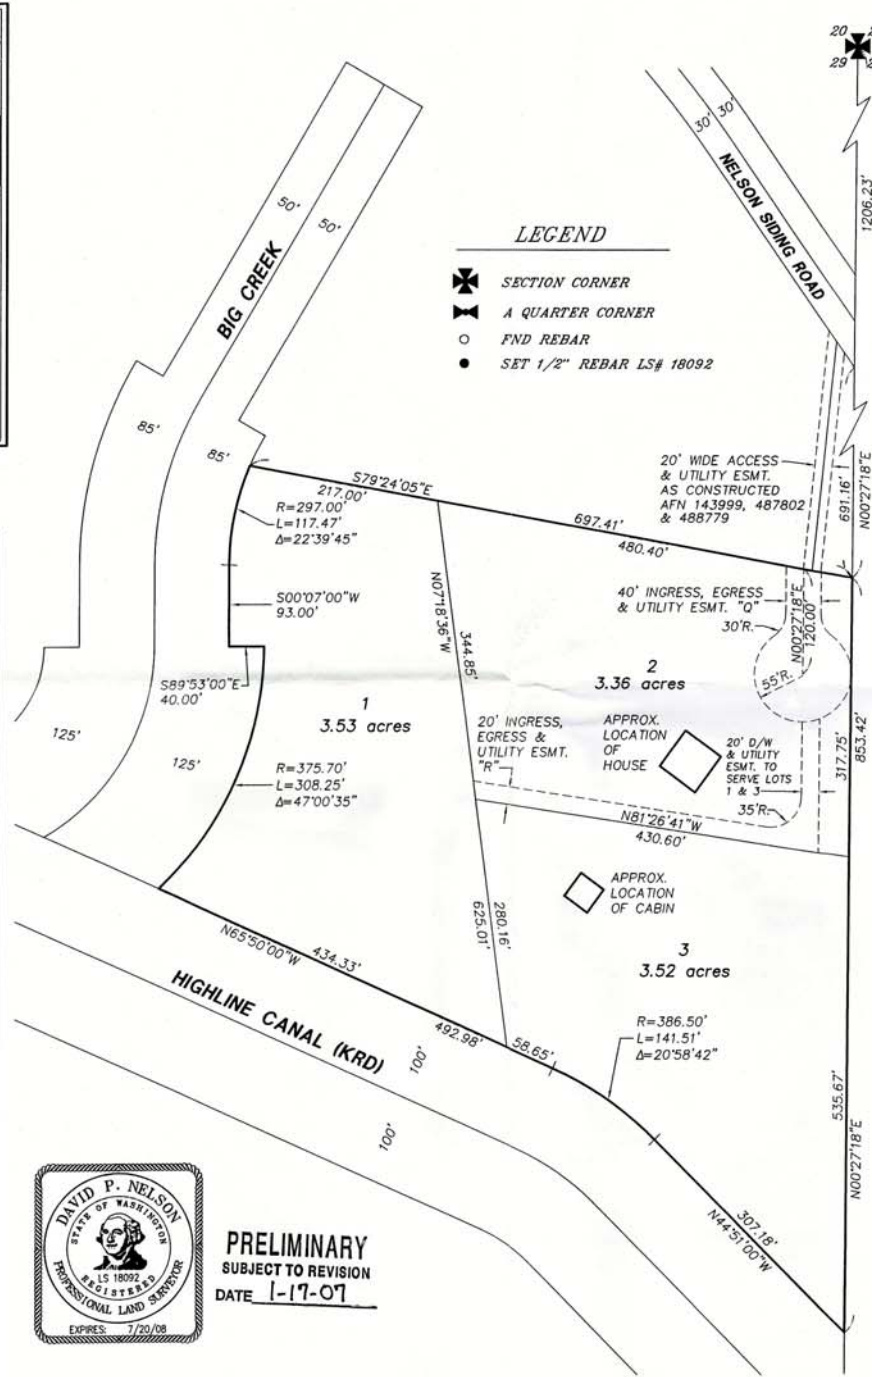 20
29
1206.23'
30'
30'
NELSON SIDING ROAD
50'
50'
BIG CREEK
LEGEND
SECTION CORNER
A QUARTER CORNER
FND REBAR
SET 1/2" REBAR LS# 18092
85'
85'
S79°24'05"E
217.00'
697.41'
480.40'
R=297.00'
L=117.47'
Δ=22°39'45"
20' WIDE ACCESS
& UTILITY ESMT.
AS CONSTRUCTED
AFN 143999, 487802
& 488779
691.16'
N00°27'18"E
S00°07'00"W
93.00'
N07°18'36"W
344.85'
40' INGRESS, EGRESS
& UTILITY ESMT. "Q"
30'R.
N00°27'18"E
120.00'
55'R.
S89°53'00"E
40.00'
1
3.53 acres
2
3.36 acres
125'
125'
20' INGRESS,
EGRESS &
UTILITY ESMT.
"R"
APPROX.
LOCATION
OF
HOUSE
20' D/W
& UTILITY
ESMT. TO
SERVE LOTS
1 & 3
35'R.
317.75'
853.42'
R=375.70'
L=308.25'
Δ=47°00'35"
N81°26'41"W
430.60'
APPROX.
LOCATION
OF CABIN
280.16'
625.01'
3
3.52 acres
N65°50'00"W
434.33'
HIGHLINE CANAL (KRD)
492.98'
58.65'
100'
100'
R=386.50'
L=141.51'
Δ=20°58'42"
535.67'
N00°27'18"E
307.18'
N44°51'00"W
DAVID P. NELSON
STATE OF WASHINGTON
LS 18092
REGISTERED
PROFESSIONAL LAND SURVEYOR
EXPIRES: 7/20/08
PRELIMINARY
SUBJECT TO REVISION
DATE 1-17-07